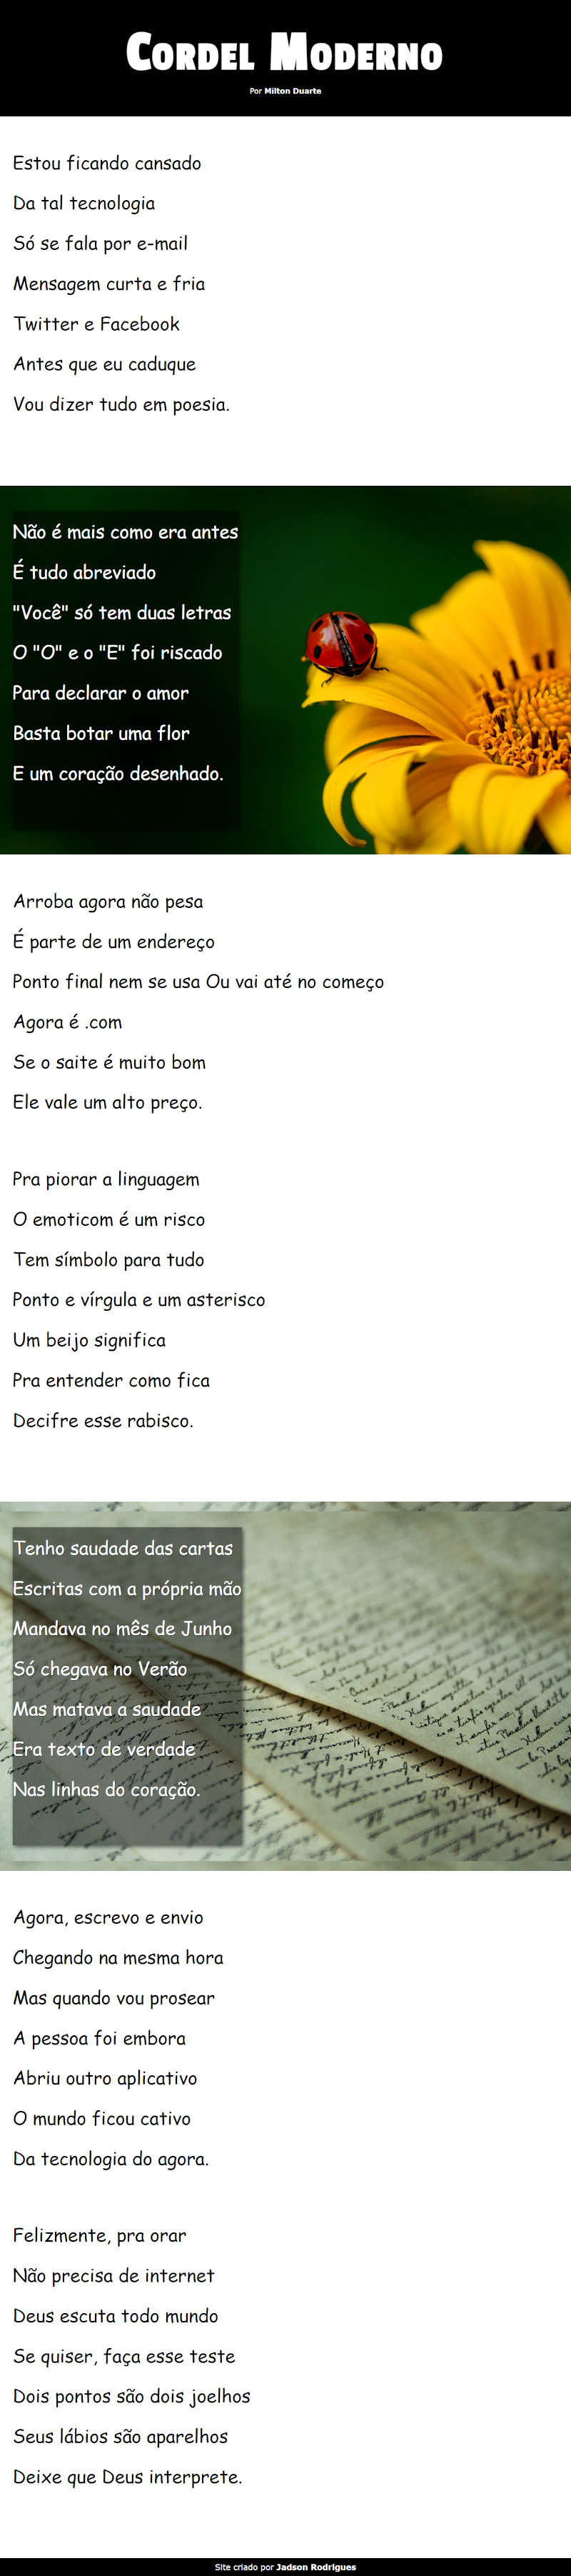 Cordel Moderno
Por Milton Duarte
Estou ficando cansado
Da tal tecnologia
Só se fala por e-mail
Mensagem curta e fria
Twitter e Facebook
Antes que eu caduque
Vou dizer tudo em poesia.
Não é mais como era antes
É tudo abreviado
"Você" só tem duas letras
O "O" e o "E" foi riscado
Para declarar o amor
Basta botar uma flor
E um coração desenhado.
Arroba agora não pesa
É parte de um endereço
Ponto final nem se usa Ou vai até no começo
Agora é .com
Se o saite é muito bom
Ele vale um alto preço.
Pra piorar a linguagem
O emoticom é um risco
Tem símbolo para tudo
Ponto e vírgula e um asterisco
Um beijo significa
Pra entender como fica
Decifre esse rabisco.
Tenho saudade das cartas
Escritas com a própria mão
Mandava no mês de Junho
Só chegava no Verão
Mas matava a saudade
Era texto de verdade
Nas linhas do coração.
Agora, escrevo e envio
Chegando na mesma hora
Mas quando vou prosear
A pessoa foi embora
Abriu outro aplicativo
O mundo ficou cativo
Da tecnologia do agora.
Felizmente, pra orar
Não precisa de internet
Deus escuta todo mundo
Se quiser, faça esse teste
Dois pontos são dois joelhos
Seus lábios são aparelhos
Deixe que Deus interprete.
Site criado por Jadson Rodrigues